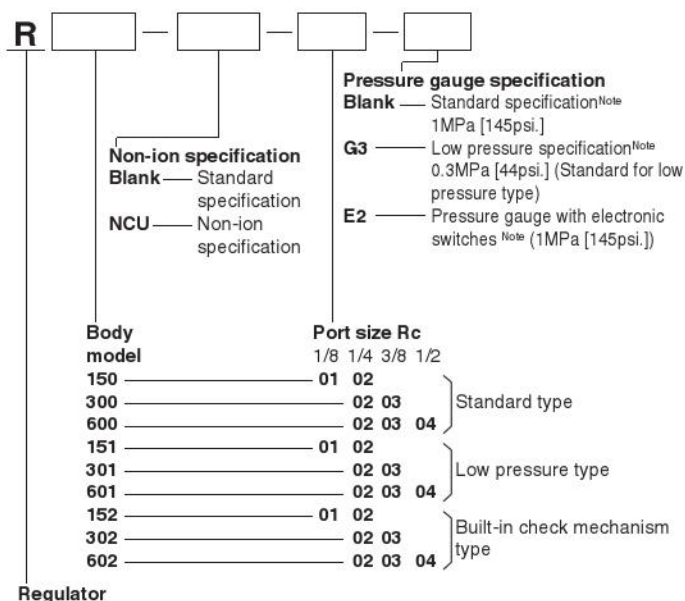 R
Pressure gauge specification
Blank Standard specification Note
1MPa [145psi.]
G3 Low pressure specification Note
0.3MPa [44psi.] (Standard for low
pressure type)
E2 Pressure gauge with electronic
switches Note (1MPa [145psi.])
Non-ion specification
Blank Standard
specification
NCU Non-ion
specification
Body
model
Port size Rc
1/8 1/4 3/8 1/2
150 01 02
300 02 03
600 02 03 04
Standard type
151 01 02
301 02 03
601 02 03 04
Low pressure type
152 01 02
302 02 03
602 02 03 04
Built-in check mechanism
type
Regulator